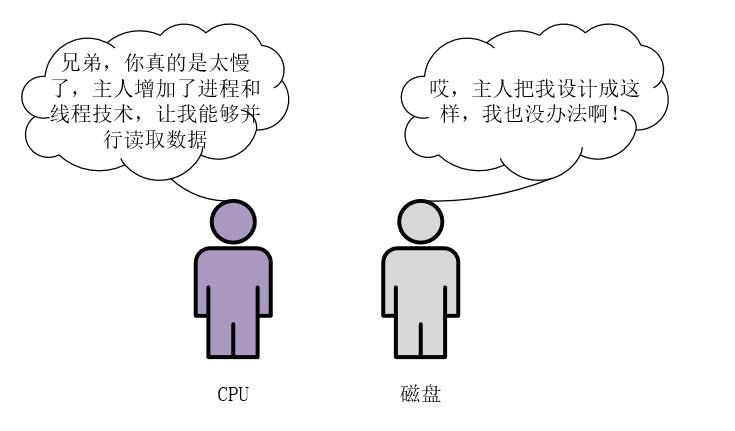 兄弟，你真的是太慢
了，主人增加了进程和
线程技术，让我能够并
行读取数据
哎，主人把我设计成这
样，我也没办法啊！
CPU
磁盘